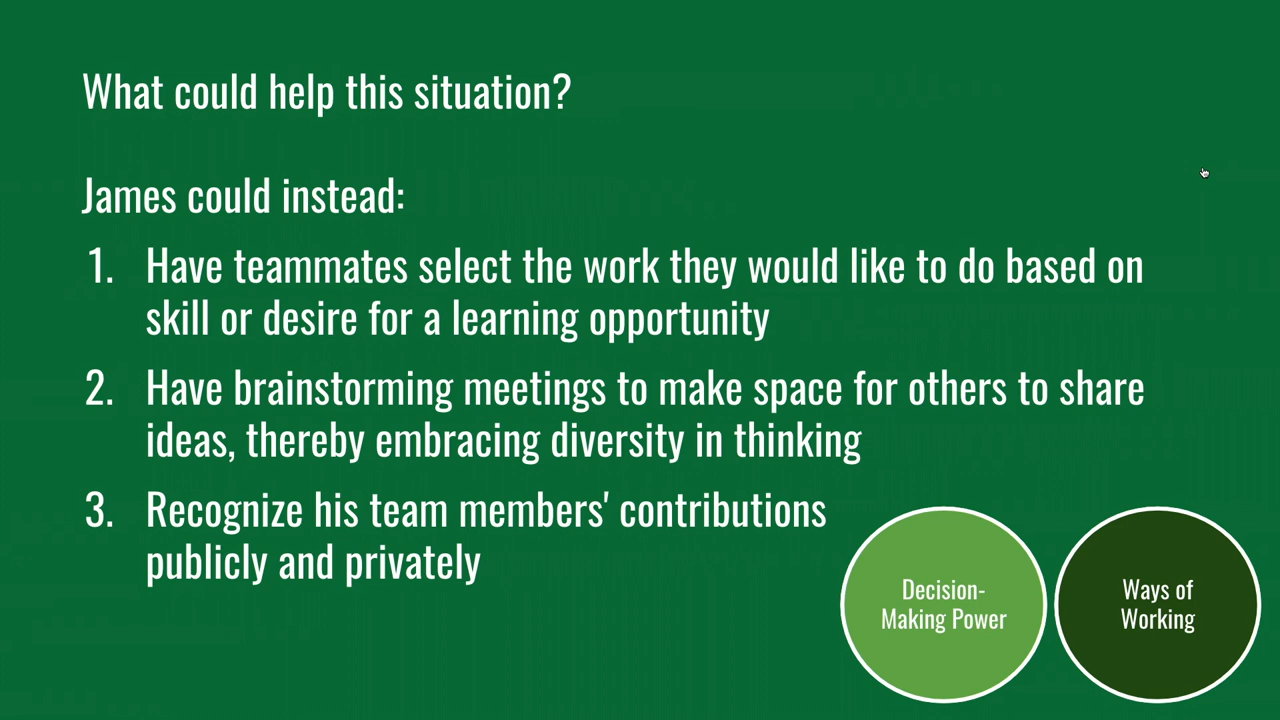 What could help this situation?
James could instead:
1. Have teammates select the work they would like to do based on
skill or desire for a learning opportunity
2. Have brainstorming meetings to make space for others to share
ideas, thereby embracing diversity in thinking
3. Recognize his team members' contributions
publicly and privately
Decision-
Making Power
Ways of
Working